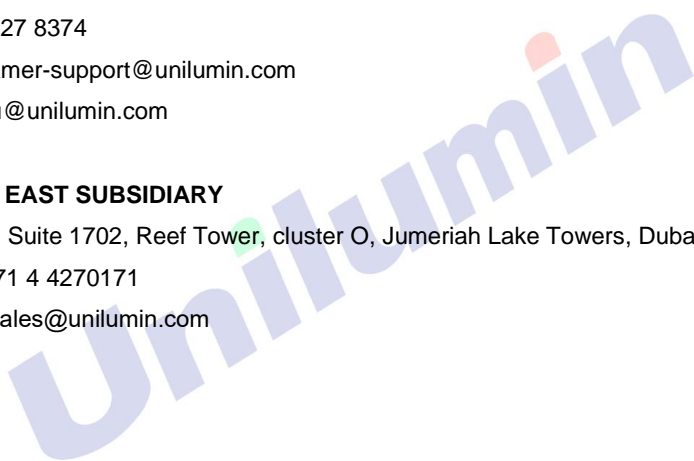 27 8374
mer-support@unilumin.com
@unilumin.com
EAST SUBSIDIARY
Suite 1702, Reef Tower, cluster O, Jumeriah Lake Towers, Duba
71 4 4270171
ales@unilumin.com
Unilumin